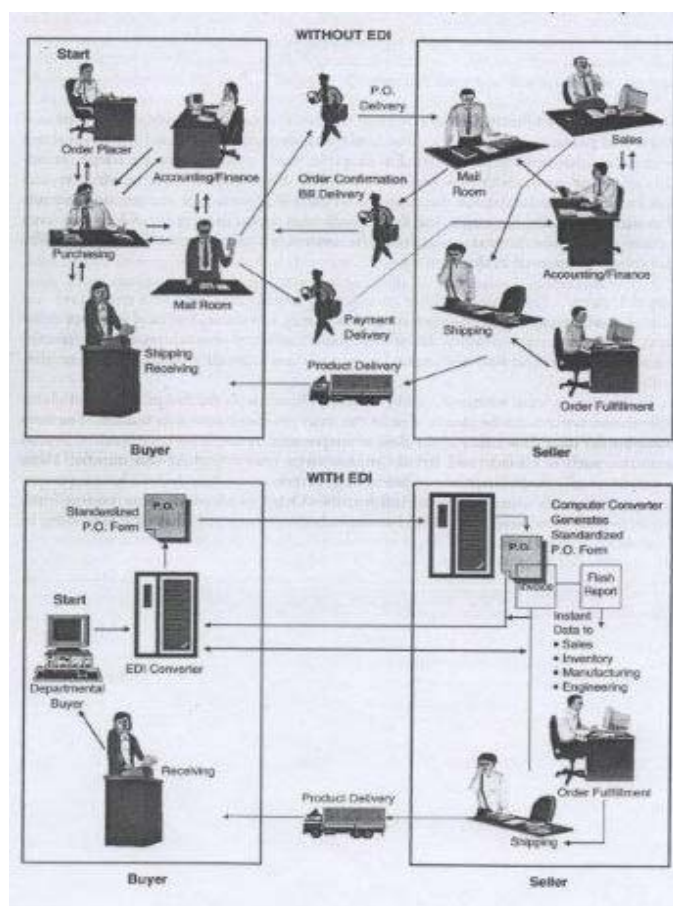 WITHOUT EDI
Start
Order Placer
Accounting/Finance
Purchasing
Mail Room
Shipping
Receiving
Buyer
P.O.
Delivery
Order Confirmation
Bill Delivery
Payment
Delivery
Product Delivery
Mail
Room
Sales
Accounting/Finance
Shipping
Order Fulfillment
Seller
WITH EDI
Standardized
P.O. Form
P.O.
Start
EDI Converter
Departmental
Buyer
Receiving
Buyer
Product Delivery
Computer Converter
Generates
Standardized
P.O. Form
P.O.
Invoice
Flash
Report
Instant
Data to
• Sales
• Inventory
• Manufacturing
• Engineering
Order Fulfillment
Shipping
Seller